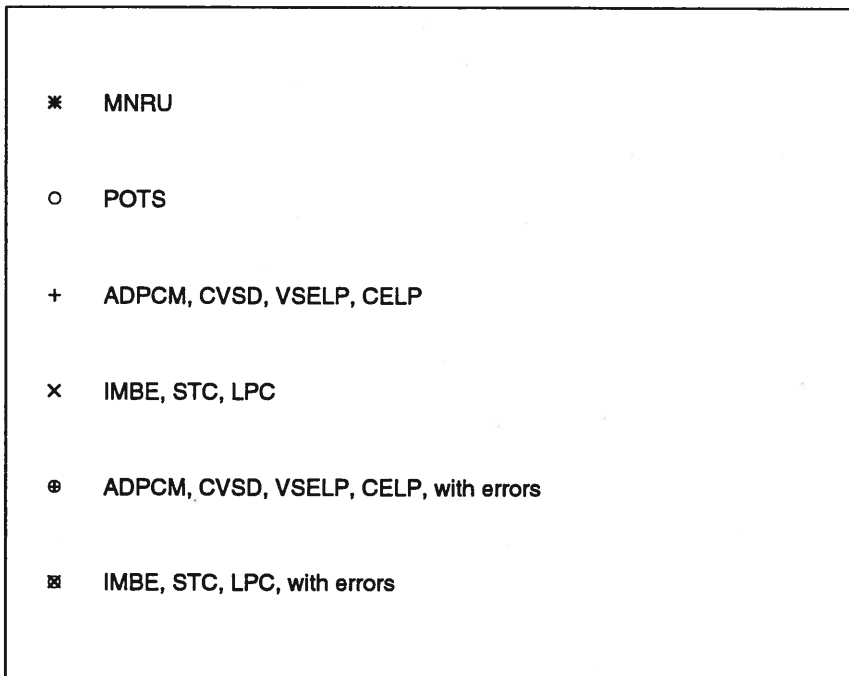 ✳ MNRU
○ POTS
+ ADPCM, CVSD, VSELP, CELP
× IMBE, STC, LPC
⊕ ADPCM, CVSD, VSELP, CELP, with errors
⊠ IMBE, STC, LPC, with errors